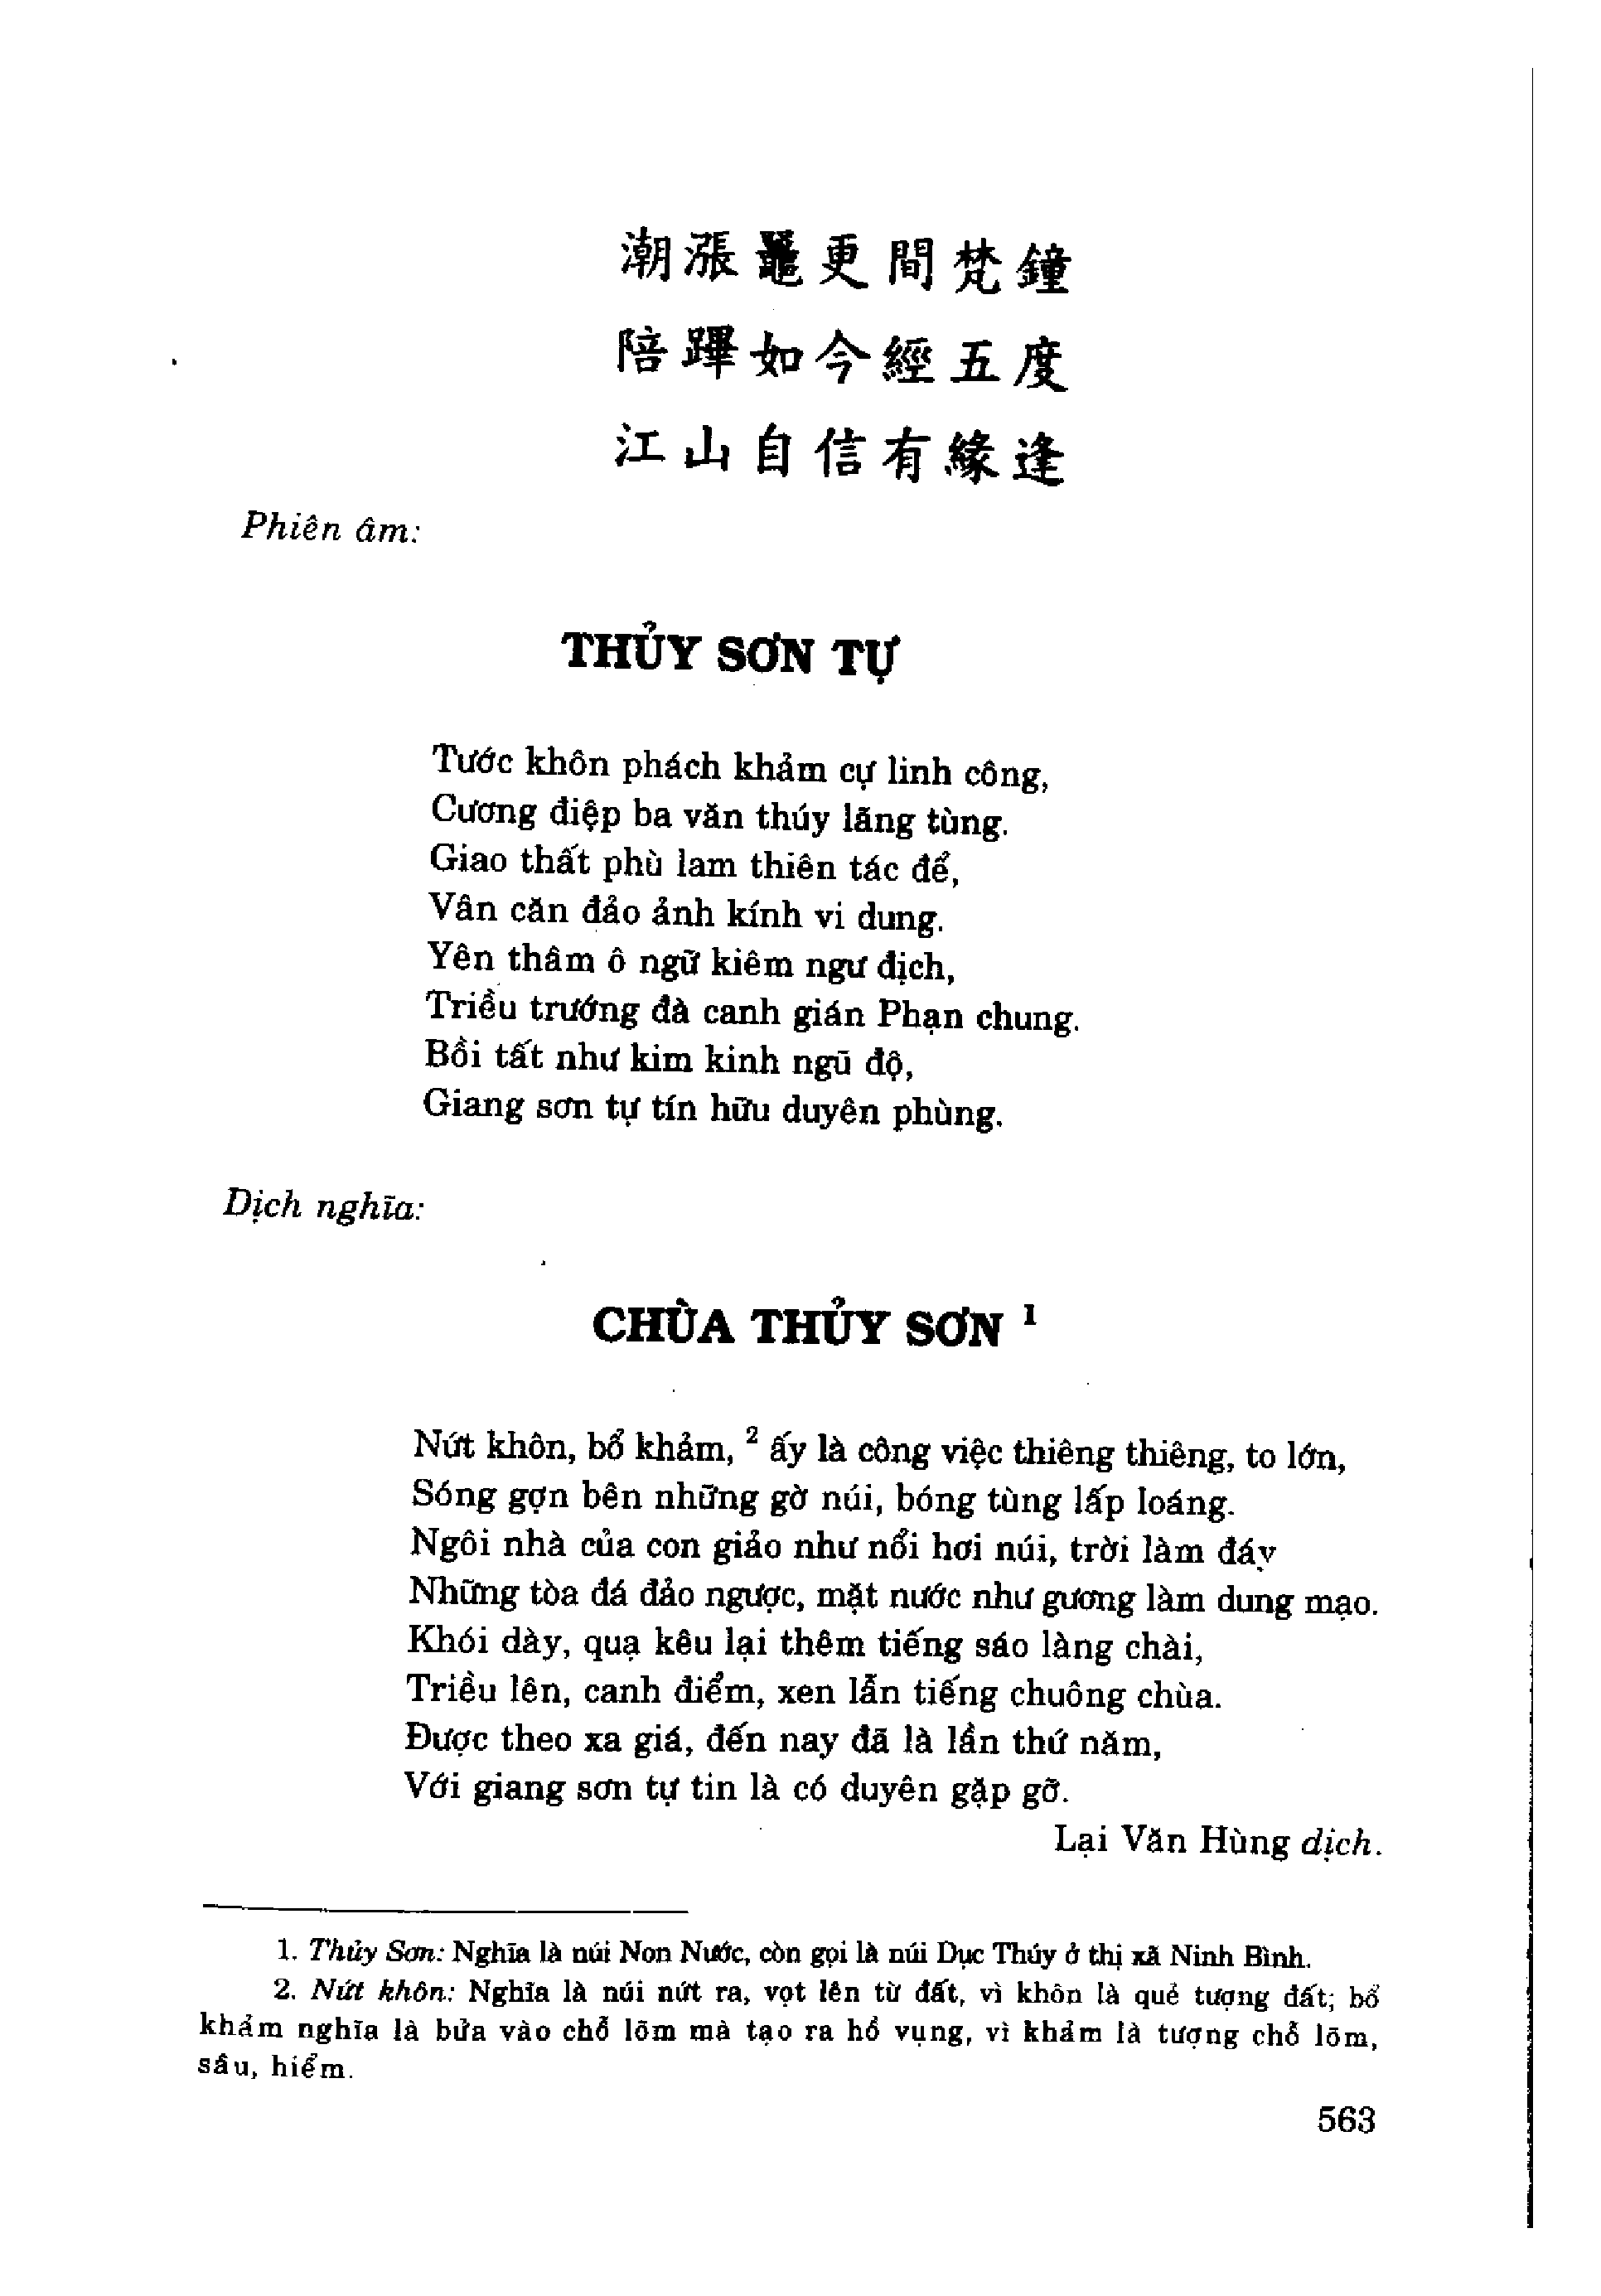 潮漲鼍更間梵鐘
陪蹕如今經五度
江山自信有緣逢
Phiên âm:
THỦY SƠN TỰ
Tước khôn phách khảm cự linh công,
Cương điệp ba văn thúy lãng tùng.
Giao thất phù lam thiên tác để,
Vân căn đảo ảnh kính vi dung.
Yên thâm ô ngữ kiêm ngư địch,
Triều trướng đà canh gián Phạn chung.
Bồi tất như kim kinh ngũ độ,
Giang sơn tự tín hữu duyên phùng.
Dịch nghĩa:
CHÙA THỦY SƠN 1
Nứt khôn, bổ khảm, 2 ấy là công việc thiêng thiêng, to lớn,
Sóng gợn bên những gờ núi, bóng tùng lấp loáng.
Ngôi nhà của con giảo như nổi hơi núi, trời làm đáy
Những tòa đá đảo ngược, mặt nước như gương làm dung mạo.
Khói dày, quạ kêu lại thêm tiếng sáo làng chài,
Triều lên, canh điểm, xen lẫn tiếng chuông chùa.
Được theo xa giá, đến nay đã là lần thứ năm,
Với giang sơn tự tin là có duyên gặp gỡ.
Lại Văn Hùng dịch.
1. Thủy Sơn: Nghĩa là núi Non Nước, còn gọi là núi Dục Thúy ở thị xã Ninh Bình.
2. Nứt khôn: Nghĩa là núi nứt ra, vọt lên từ đất, vì khôn là quẻ tượng đất; bổ
khảm nghĩa là bửa vào chỗ lõm mà tạo ra hồ vụng, vì khảm là tượng chỗ lõm,
sâu, hiểm.
563